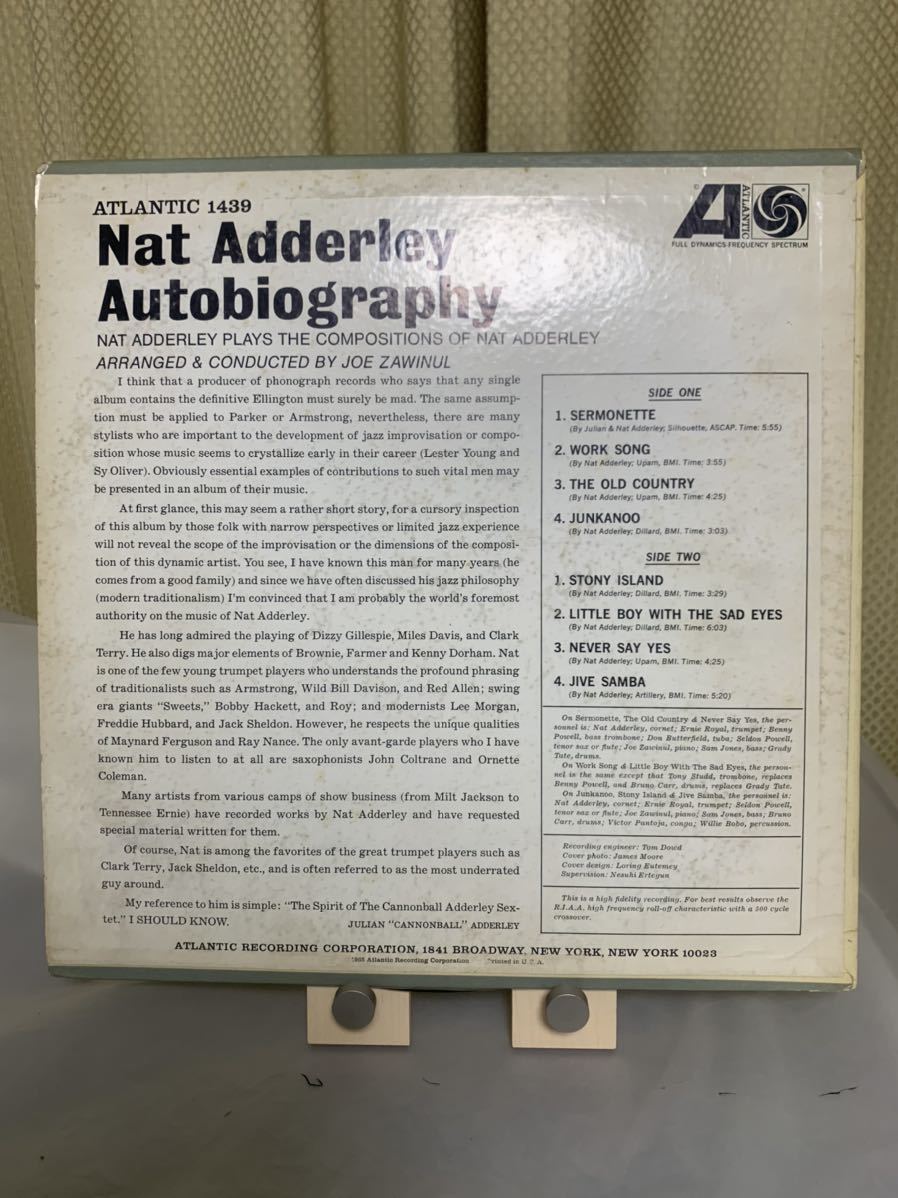 ATLANTIC 1439
Nat Adderley
Autobiography
NAT ADDERLEY PLAYS THE COMPOSITIONS OF NAT ADDERLEY
ARRANGED & CONDUCTED BY JOE ZAWINUL
ATLANTIC
FULL DYNAMICS-FREQUENCY SPECTRUM
I think that a producer of phonograph records who says that any single
album contains the definitive Ellington must surely be mad. The same assump-
tion must be applied to Parker or Armstrong, nevertheless, there are many
stylists who are important to the development of jazz improvisation or compo-
sition whose music seems to crystallize early in their career (Lester Young and
Sy Oliver). Obviously essential examples of contributions to such vital men may
be presented in an album of their music.
At first glance, this may seem a rather short story, for a cursory inspection
of this album by those folk with narrow perspectives or limited jazz experience
will not reveal the scope of the improvisation or the dimensions of the composi-
tion of this dynamic artist. You see, I have known this man for many years (he
comes from a good family) and since we have often discussed his jazz philosophy
(modern traditionalism) I'm convinced that I am probably the world's foremost
authority on the music of Nat Adderley.
He has long admired the playing of Dizzy Gillespie, Miles Davis, and Clark
Terry. He also digs major elements of Brownie, Farmer and Kenny Dorham. Nat
is one of the few young trumpet players who understands the profound phrasing
of traditionalists such as Armstrong, Wild Bill Davison, and Red Allen; swing
era giants "Sweets," Bobby Hackett, and Roy; and modernists Lee Morgan,
Freddie Hubbard, and Jack Sheldon. However, he respects the unique qualities
of Maynard Ferguson and Ray Nance. The only avant-garde players who I have
known him to listen to at all are saxophonists John Coltrane and Ornette
Coleman.
Many artists from various camps of show business (from Milt Jackson to
Tennessee Ernie) have recorded works by Nat Adderley and have requested
special material written for them.
Of course, Nat is among the favorites of the great trumpet players such as
Clark Terry, Jack Sheldon, etc., and is often referred to as the most underrated
guy around.
My reference to him is simple: "The Spirit of The Cannonball Adderley Sex-
tet." I SHOULD KNOW. JULIAN "CANNONBALL" ADDERLEY
SIDE ONE
1. SERMONETTE
(By Julian & Nat Adderley; Silhouette, ASCAP. Time: 5:55)
2. WORK SONG
(By Nat Adderley; Upam, BMI. Time: 3:55)
3. THE OLD COUNTRY
(By Nat Adderley; Upam, BMI. Time: 4:25)
4. JUNKANOO
(By Nat Adderley; Dillard, BMI. Time: 3:03)
SIDE TWO
1. STONY ISLAND
(By Nat Adderley; Dillard, BMI. Time: 3:29)
2. LITTLE BOY WITH THE SAD EYES
(By Nat Adderley; Dillard, BMI. Time: 6:03)
3. NEVER SAY YES
(By Nat Adderley; Upam, BMI. Time: 4:25)
4. JIVE SAMBA
(By Nat Adderley; Artillery, BMI. Time: 5:20)
On Sermonette, The Old Country & Never Say Yes, the per-
sonnel is: Nat Adderley, cornet; Ernie Royal, trumpet; Benny
Powell, bass trombone; Don Butterfield, tuba; Seldon Powell,
tenor sax or flute; Joe Zawinul, piano; Sam Jones, bass; Grady
Tate, drums.
On Work Song & Little Boy With The Sad Eyes, the person-
nel is the same except that Tony Studd, trombone, replaces
Benny Powell, and Bruno Carr, drums, replaces Grady Tate.
On Junkanoo, Stony Island & Jive Samba, the personnel is:
Nat Adderley, cornet; Ernie Royal, trumpet; Seldon Powell,
tenor sax or flute; Joe Zawinul, piano; Sam Jones, bass; Bruno
Carr, drums; Victor Pantoja, conga; Willie Bobo, percussion.
Recording engineer: Tom Dowd
Cover photo: James Moore
Cover design: Loring Eutemey
Supervision: Nesuhi Ertegun
This is a high fidelity recording. For best results observe the
R.I.A.A. high frequency roll-off characteristic with a 500 cycle
crossover.
ATLANTIC RECORDING CORPORATION, 1841 BROADWAY, NEW YORK, NEW YORK 10023
1965 Atlantic Recording Corporation Printed in U.S.A.